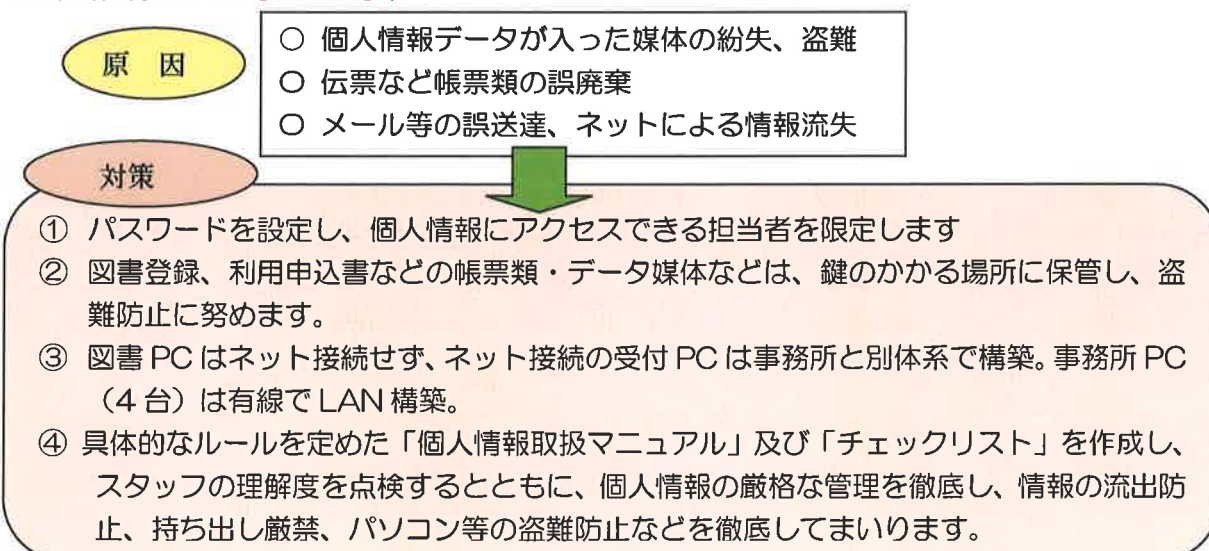 原　因
○ 個人情報データが入った媒体の紛失、盗難
○ 伝票など帳票類の誤廃棄
○ メール等の誤送達、ネットによる情報流失
対策
① パスワードを設定し、個人情報にアクセスできる担当者を限定します
② 図書登録、利用申込書などの帳票類・データ媒体などは、鍵のかかる場所に保管し、盗
難防止に努めます。
③ 図書 PC はネット接続せず、ネット接続の受付 PC は事務所と別体系で構築。事務所 PC
（4 台）は有線で LAN 構築。
④ 具体的なルールを定めた「個人情報取扱マニュアル」及び「チェックリスト」を作成し、
スタッフの理解度を点検するとともに、個人情報の厳格な管理を徹底し、情報の流出防
止、持ち出し厳禁、パソコン等の盗難防止などを徹底してまいります。